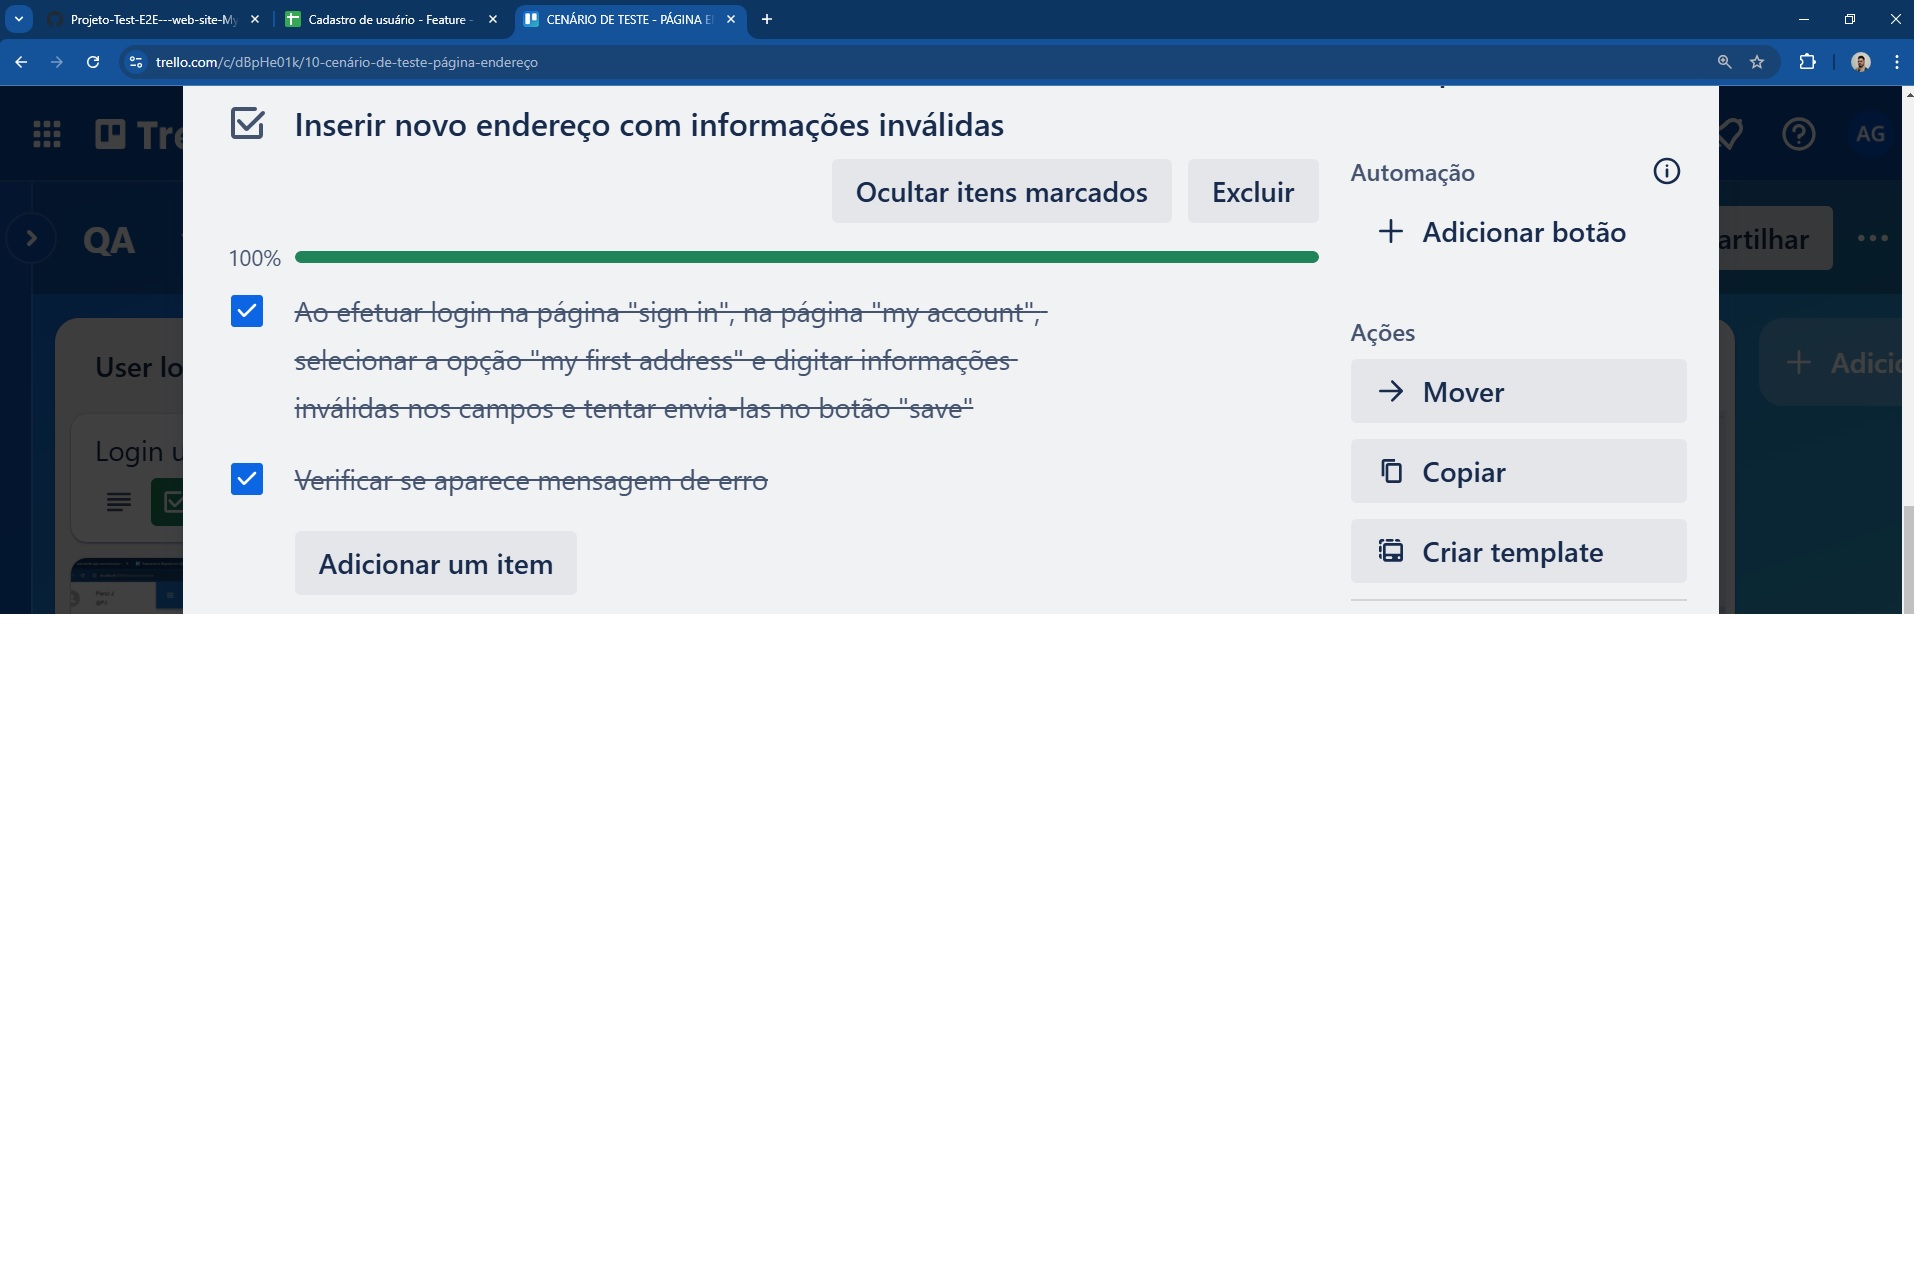 Projeto-Test-E2E---web-site-My
Cadastro de usuário - Feature -
CENÁRIO DE TESTE - PÁGINA
trello.com/c/dBpHe01k/10-cenário-de-teste-página-endereço
Inserir novo endereço com informações inválidas
AG
Ocultar itens marcados
Excluir
Automação
Adicionar botão
QA
100%
Ao efetuar login na página "sign in", na página "my account",
selecionar a opção "my first address" e digitar informações
inválidas nos campos e tentar envia-las no botão "save"
Ações
User lo
Mover
Login u
Verificar se aparece mensagem de erro
Copiar
Adicionar um item
Criar template